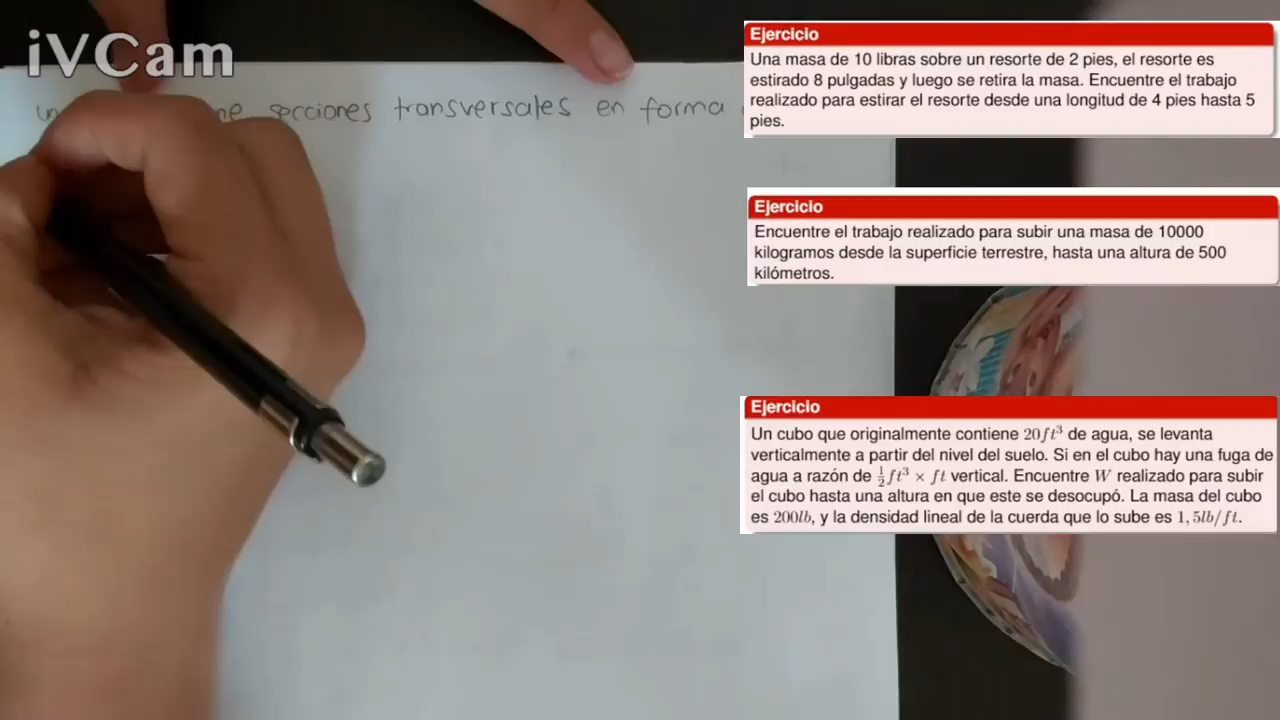 iVCam
secciones transversales en forma
Ejercicio
Una masa de 10 libras sobre un resorte de 2 pies, el resorte es
estirado 8 pulgadas y luego se retira la masa. Encuentre el trabajo
realizado para estirar el resorte desde una longitud de 4 pies hasta 5
pies.
Ejercicio
Encuentre el trabajo realizado para subir una masa de 10000
kilogramos desde la superficie terrestre, hasta una altura de 500
kilómetros.
Ejercicio
Un cubo que originalmente contiene 20ft³ de agua, se levanta
verticalmente a partir del nivel del suelo. Si en el cubo hay una fuga de
agua a razón de ½ft³ × ft vertical. Encuentre W realizado para subir
el cubo hasta una altura en que este se desocupó. La masa del cubo
es 200lb, y la densidad lineal de la cuerda que lo sube es 1,5lb/ft.